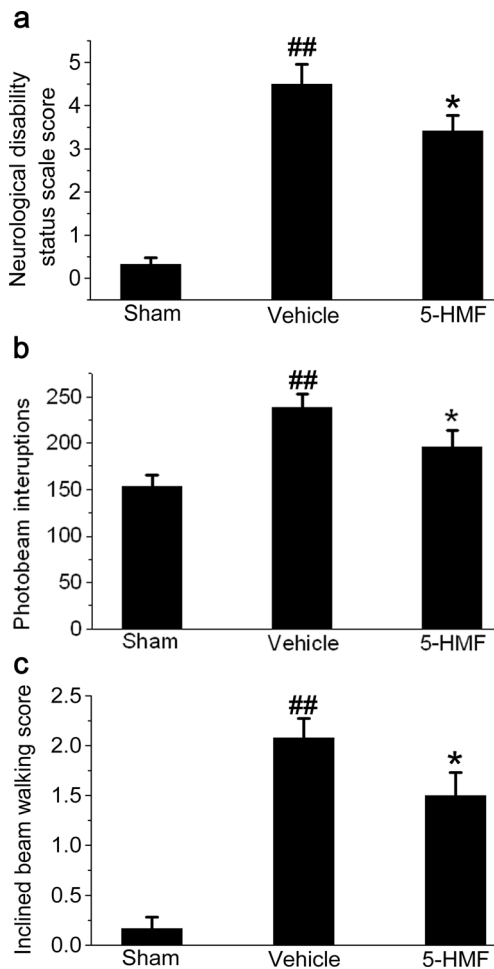 a
Neurological disability
status scale score
5
4
3
2
1
0
##
*
Sham Vehicle 5-HMF
b
Photobeam interuptions
250
200
150
100
50
0
##
*
Sham Vehicle 5-HMF
c
Inclined beam walking score
2.5
2.0
1.5
1.0
0.5
0.0
##
*
Sham Vehicle 5-HMF